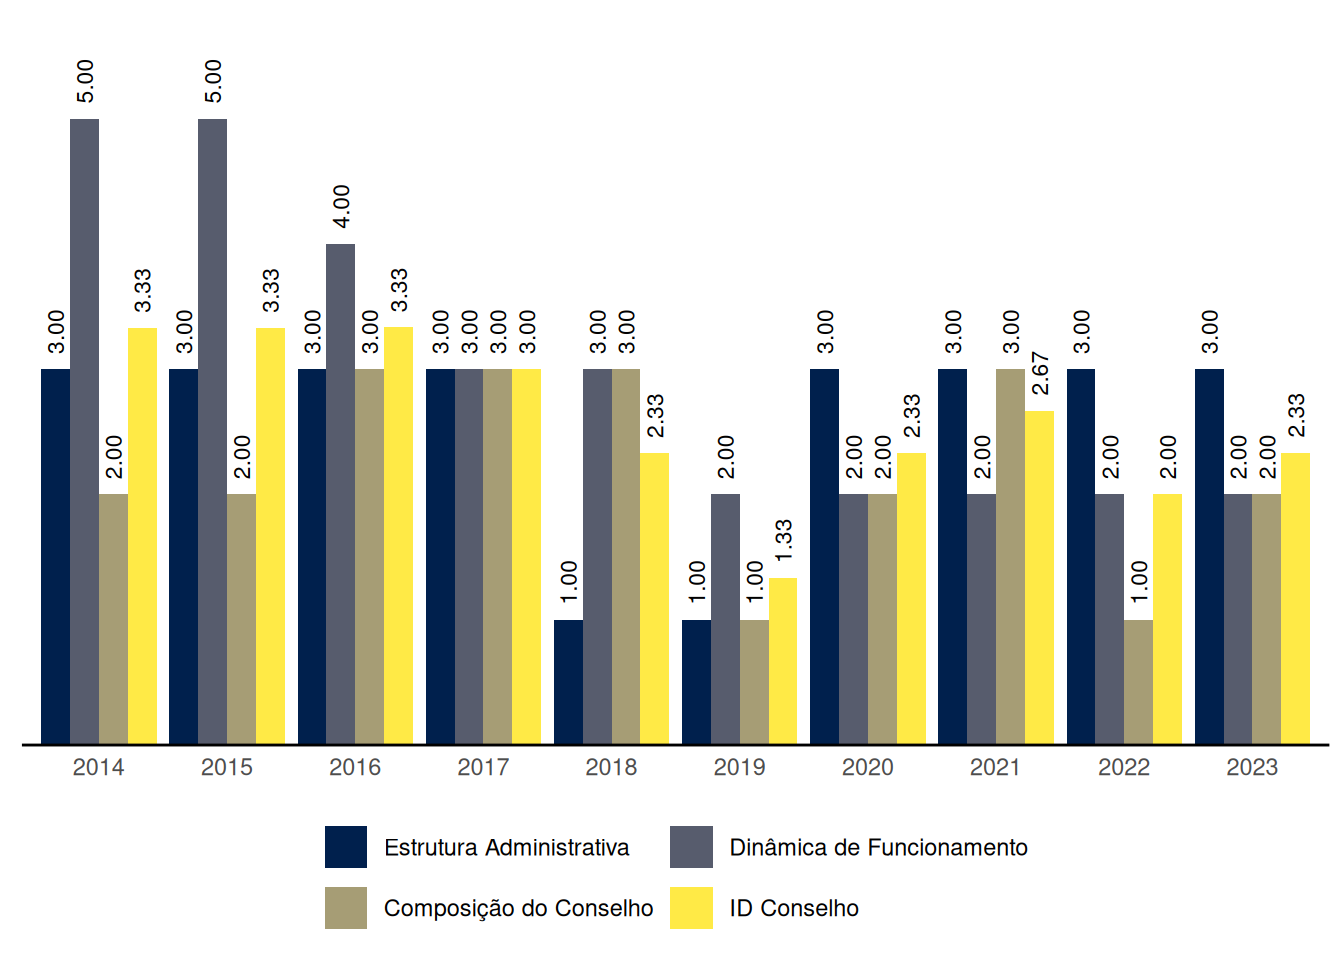 3.00 5.00 2.00 3.33
3.00 5.00 2.00 3.33
3.00 4.00 3.00 3.33
3.00 3.00 3.00 3.00
1.00 3.00 3.00 2.33
1.00 2.00 1.00 1.33
3.00 2.00 2.00 2.33
3.00 2.00 3.00 2.67
3.00 2.00 1.00 2.00
3.00 2.00 2.00 2.33
2014 2015 2016 2017 2018 2019 2020 2021 2022 2023
Estrutura Administrativa Dinâmica de Funcionamento
Composição do Conselho ID Conselho